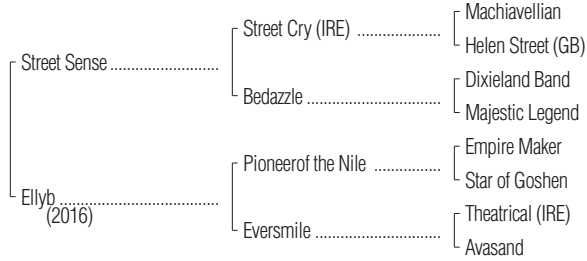 Machiavellian
Street Cry (IRE)
Helen Street (GB)
Street Sense
Dixieland Band
Bedazzle
Majestic Legend
Empire Maker
Pioneerof the Nile
Star of Goshen
Ellyb
(2016)
Theatrical (IRE)
Eversmile
Avasand